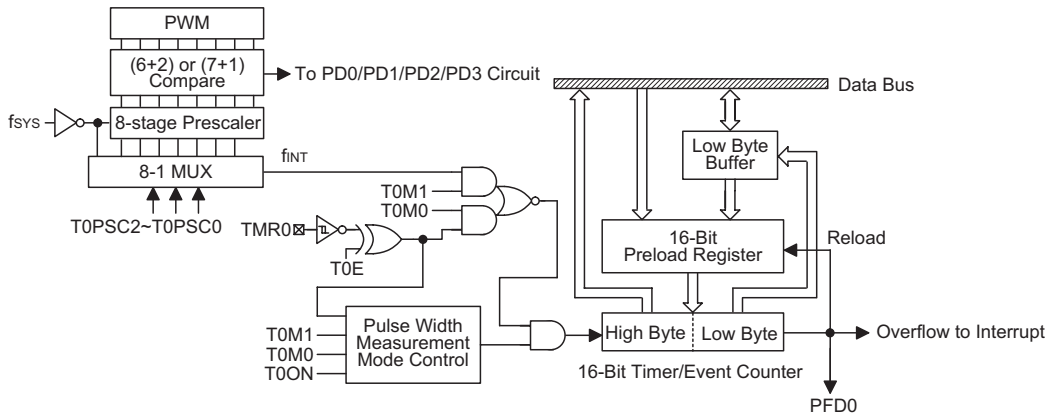 PWM
(6+2) or (7+1)
Compare
To PD0/PD1/PD2/PD3 Circuit
Data Bus
fSYS
8-stage Prescaler
Low Byte
Buffer
8-1 MUX
fINT
T0M1
T0M0
T0PSC2~T0PSC0
TMR0
T0E
16-Bit
Preload Register
Reload
T0M1
T0M0
T0ON
Pulse Width
Measurement
Mode Control
High Byte
Low Byte
Overflow to Interrupt
16-Bit Timer/Event Counter
PFD0